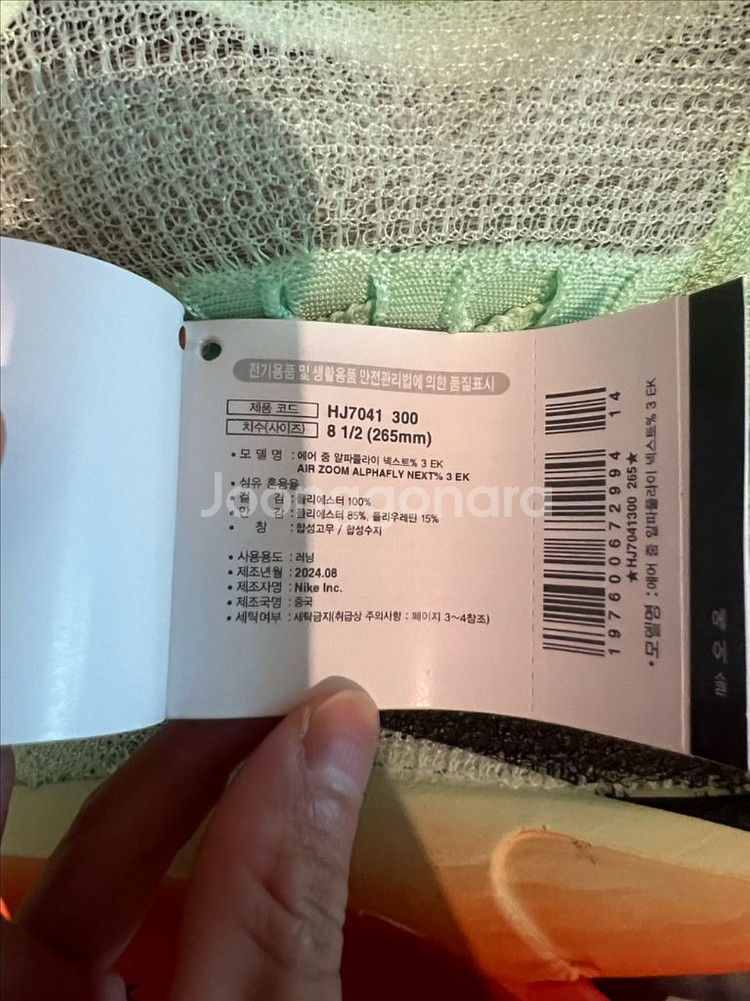 전기용품 및 생활용품 안전관리법에 의한 품질표시
제품 코드 HJ7041 300
치수(사이즈) 8 1/2 (265mm)
• 모 델 명 : 에어 줌 알파플라이 넥스트% 3 EK
AIR ZOOM ALPHAFLY NEXT% 3 EK
• 섬유 혼용율
• 겉 감 : 폴리에스터 100%
• 안 감 : 폴리에스터 85%, 폴리우레탄 15%
• 창 : 합성고무 / 합성수지
• 사용용도 : 러닝
• 제조년월 : 2024.08
• 제조자명 : Nike Inc.
• 제조국명 : 중국
• 세탁여부 : 세탁금지(취급상 주의사항 : 페이지 3~4참조)
197600672994 14
★HJ7041300 265★
• 모델명 : 에어 줌 알파플라이 넥스트% 3 EK
Joonggonara